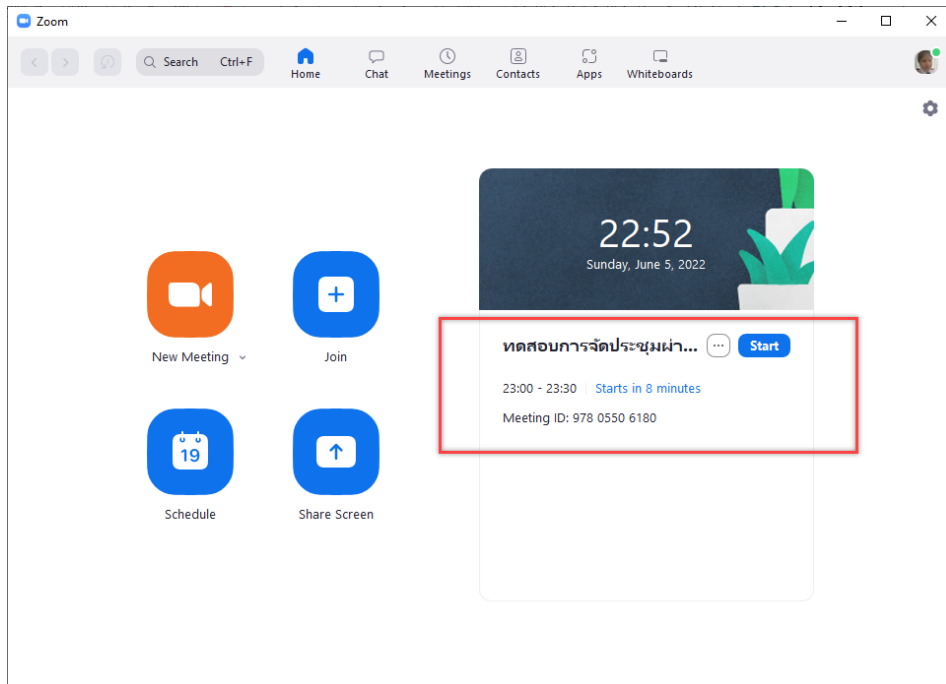 Zoom
Search Ctrl+F
Home
Chat
Meetings
Contacts
Apps
Whiteboards
22:52
Sunday, June 5, 2022
ทดสอบการจัดประชุมผ่า... Start
23:00 - 23:30 Starts in 8 minutes
Meeting ID: 978 0550 6180
New Meeting
Join
19
Schedule
Share Screen